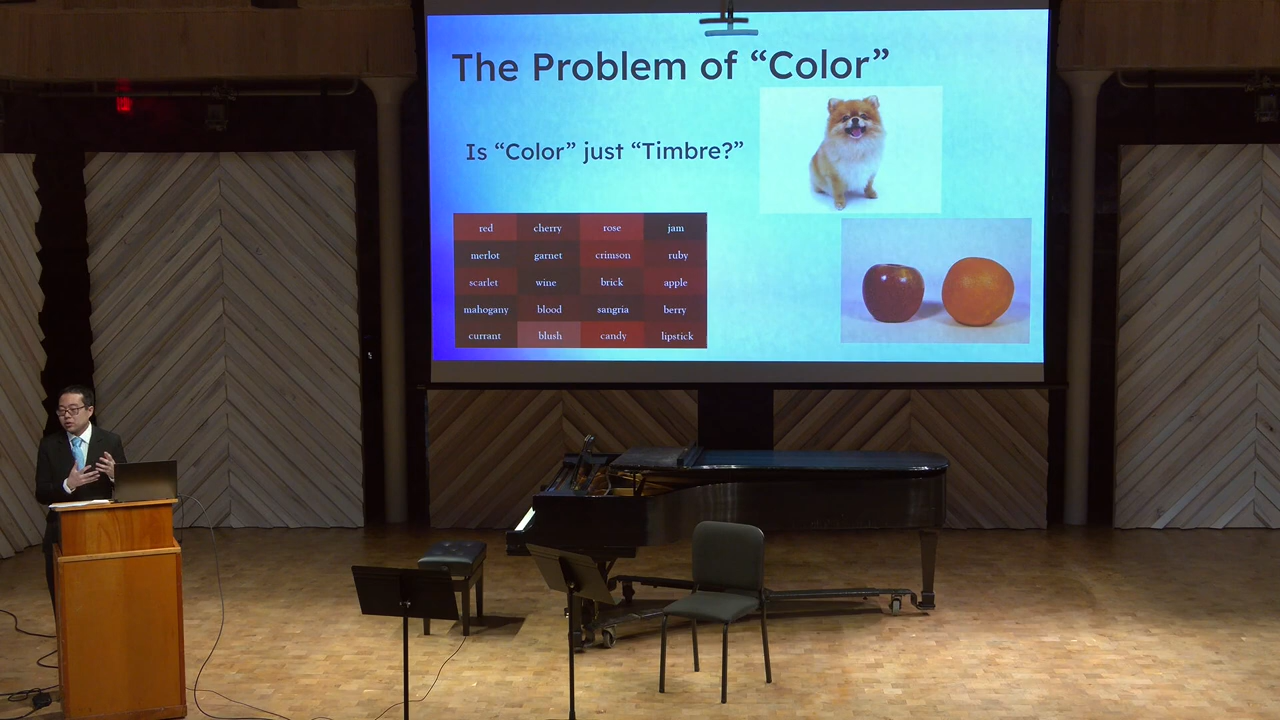 The Problem of “Color”
Is “Color” just “Timbre?”
red cherry rose jam
merlot garnet crimson ruby
scarlet wine brick apple
mahogany blood sangria berry
currant blush candy lipstick